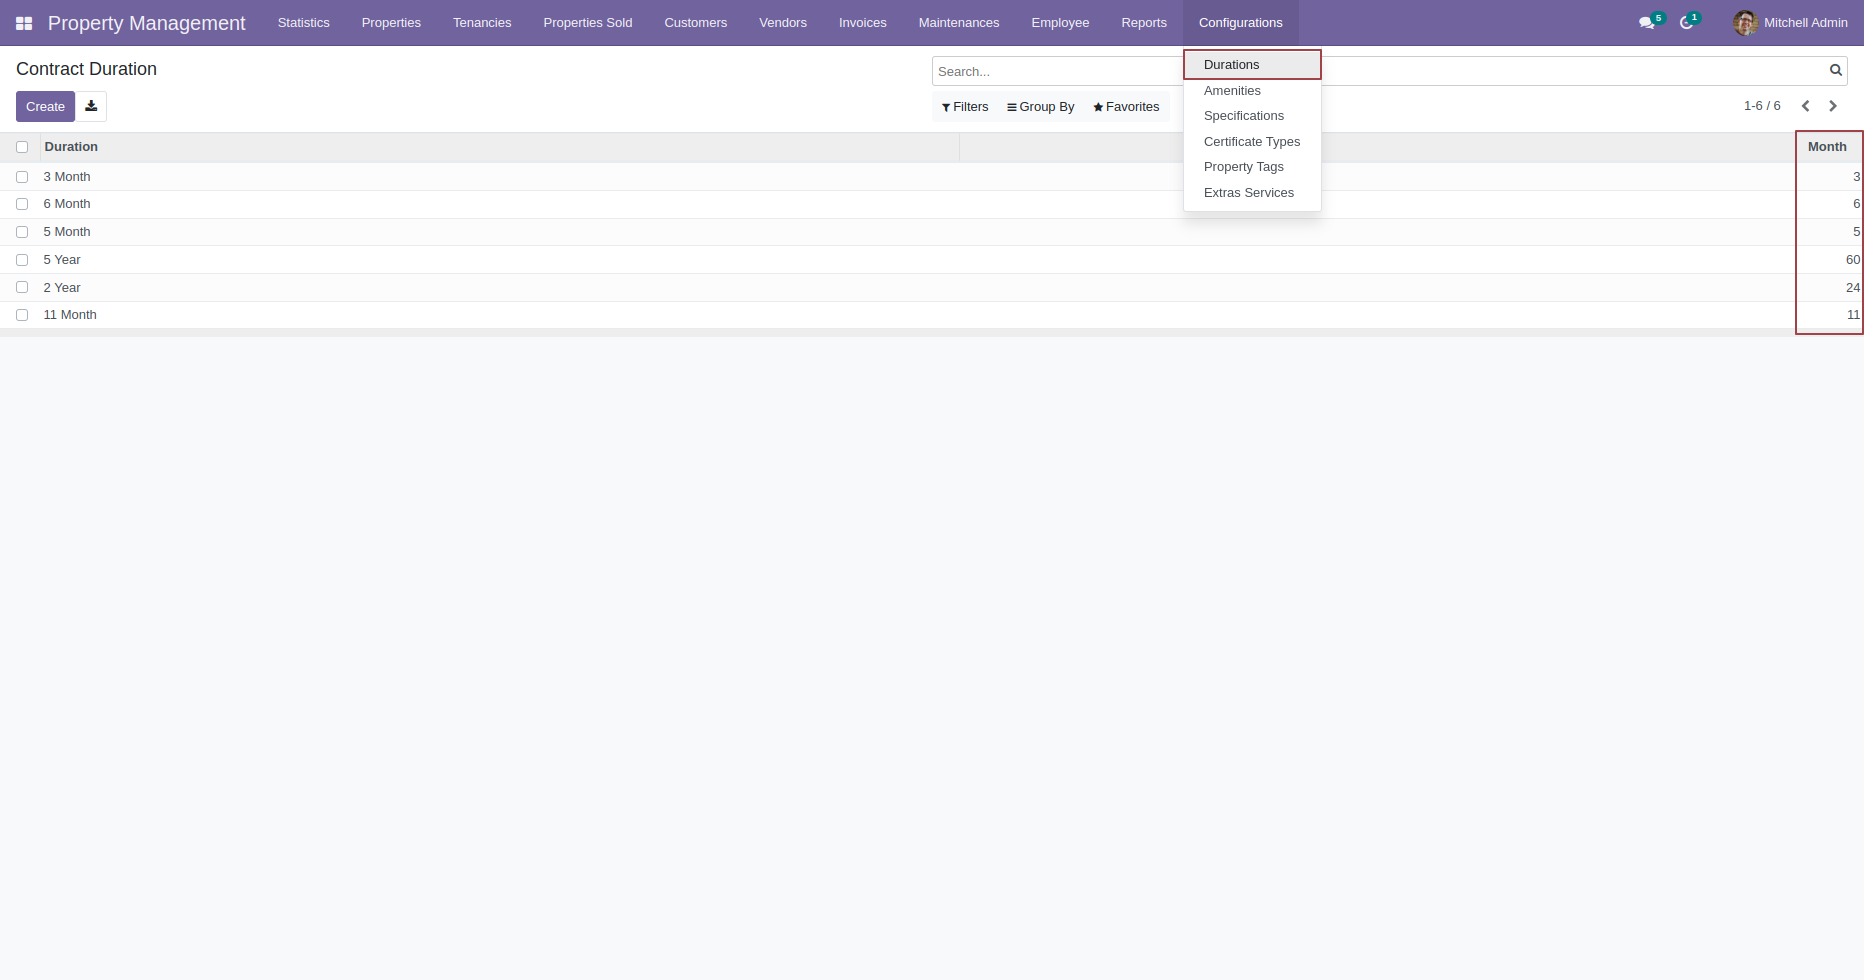 Property Management Statistics Properties Tenancies Properties Sold Customers Vendors Invoices Maintenances Employee Reports Configurations 5 1 Mitchell Admin
Contract Duration
Search...
Create
Filters Group By Favorites
1-6 / 6
Durations
Amenities
Specifications
Certificate Types
Property Tags
Extras Services
Duration Month
3 Month 3
6 Month 6
5 Month 5
5 Year 60
2 Year 24
11 Month 11